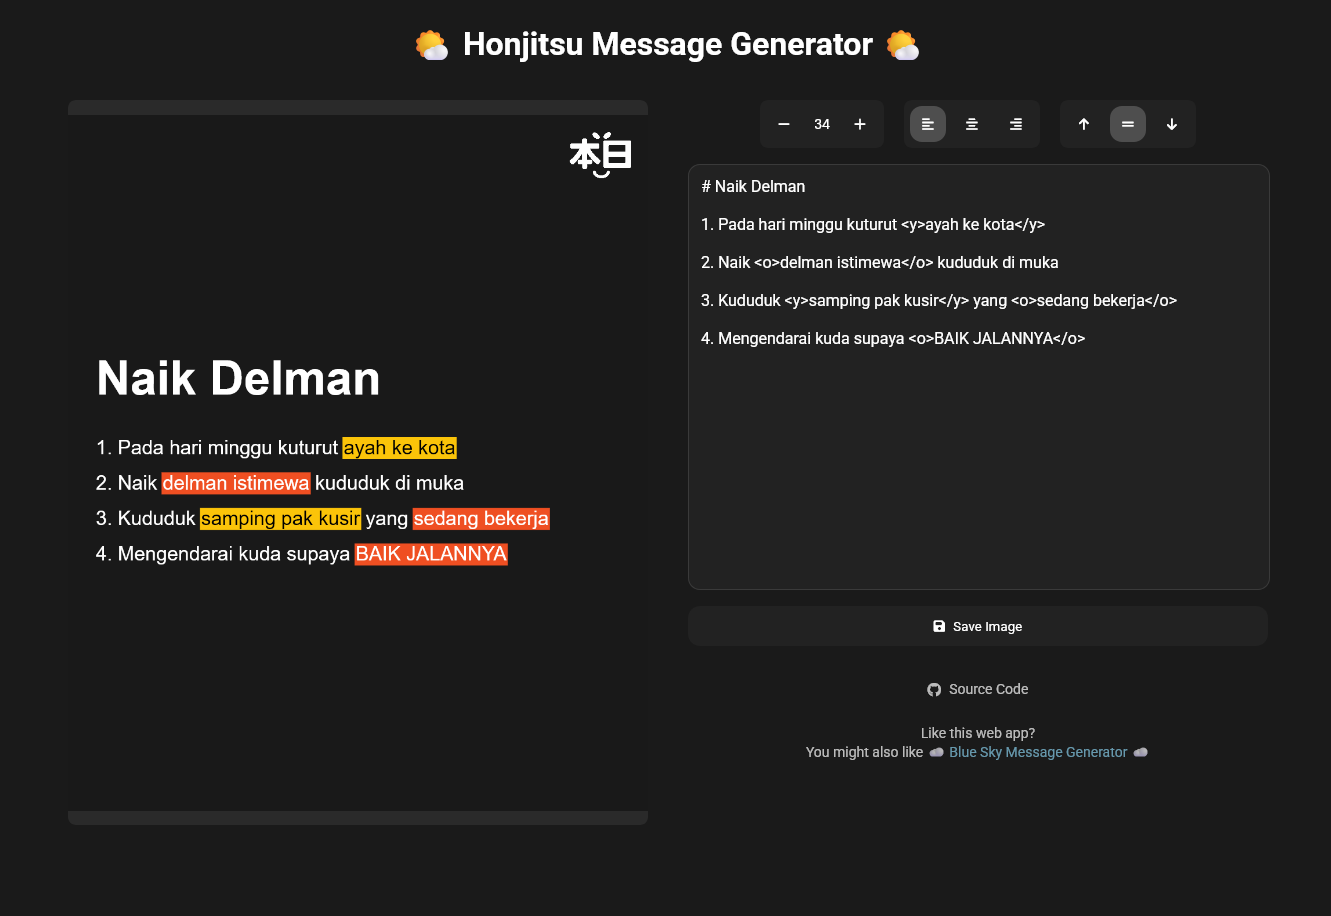 Honjitsu Message Generator
本日
Naik Delman
1. Pada hari minggu kuturut ayah ke kota
2. Naik delman istimewa kududuk di muka
3. Kududuk samping pak kusir yang sedang bekerja
4. Mengendarai kuda supaya BAIK JALANNYA
34
# Naik Delman
1. Pada hari minggu kuturut <y>ayah ke kota</y>
2. Naik <o>delman istimewa</o> kududuk di muka
3. Kududuk <y>samping pak kusir</y> yang <o>sedang bekerja</o>
4. Mengendarai kuda supaya <o>BAIK JALANNYA</o>
Save Image
Source Code
Like this web app?
You might also like Blue Sky Message Generator